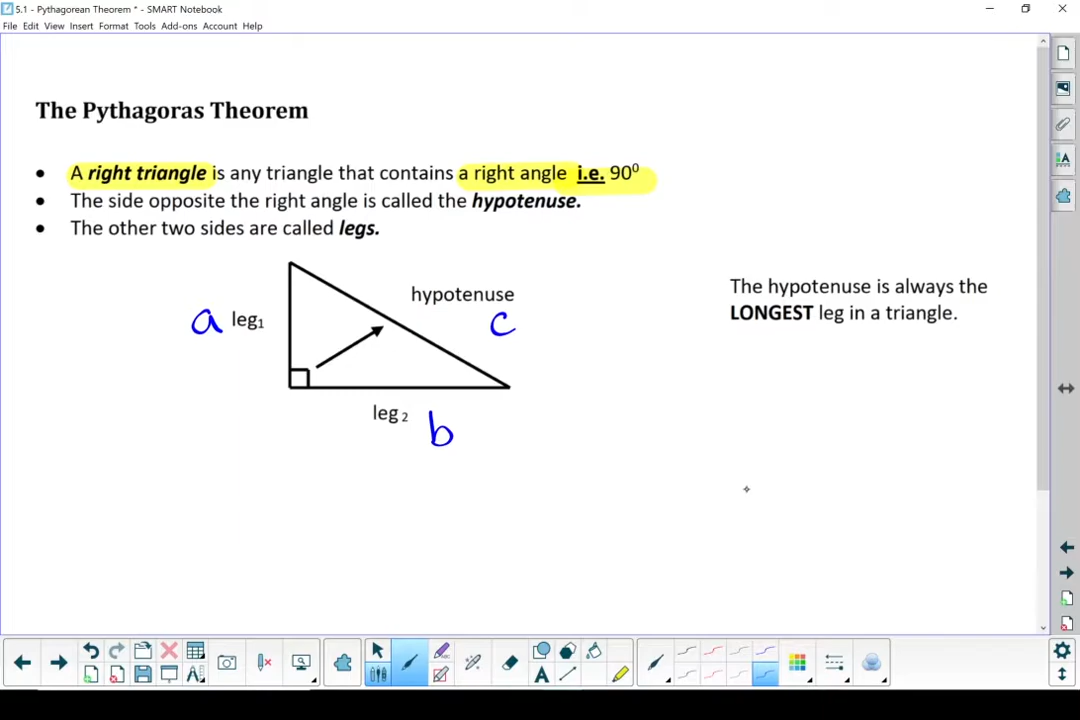 5.1 - Pythagorean Theorem * - SMART Notebook
File Edit View Insert Format Tools Add-ons Account Help
The Pythagoras Theorem
• A right triangle is any triangle that contains a right angle i.e. 90⁰
• The side opposite the right angle is called the hypotenuse.
• The other two sides are called legs.
hypotenuse
The hypotenuse is always the
LONGEST leg in a triangle.
a leg₁
c
leg ₂
b